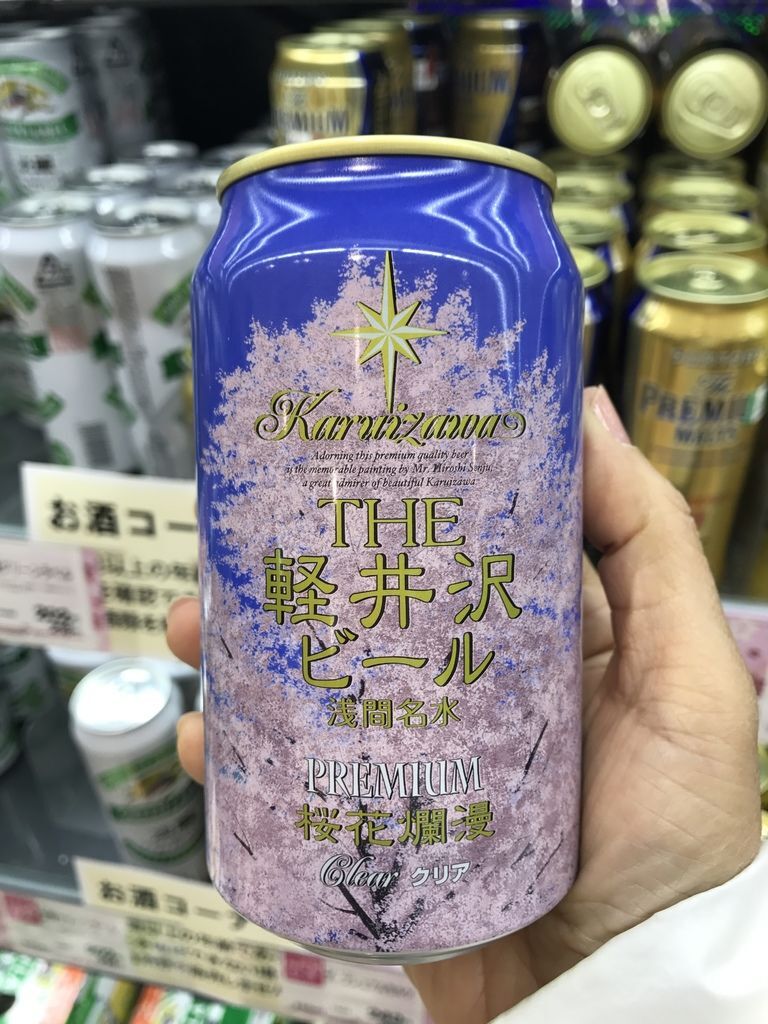 Karuizawa
Adorning this premium quality beer
is the memorable painting by Mr. Hiroshi Senju,
a great admirer of beautiful Karuizawa.
THE
軽井沢
ビール
浅間名水
PREMIUM
桜花爛漫
Clear クリア
お酒コー
The
PREMIU
お酒コーナ